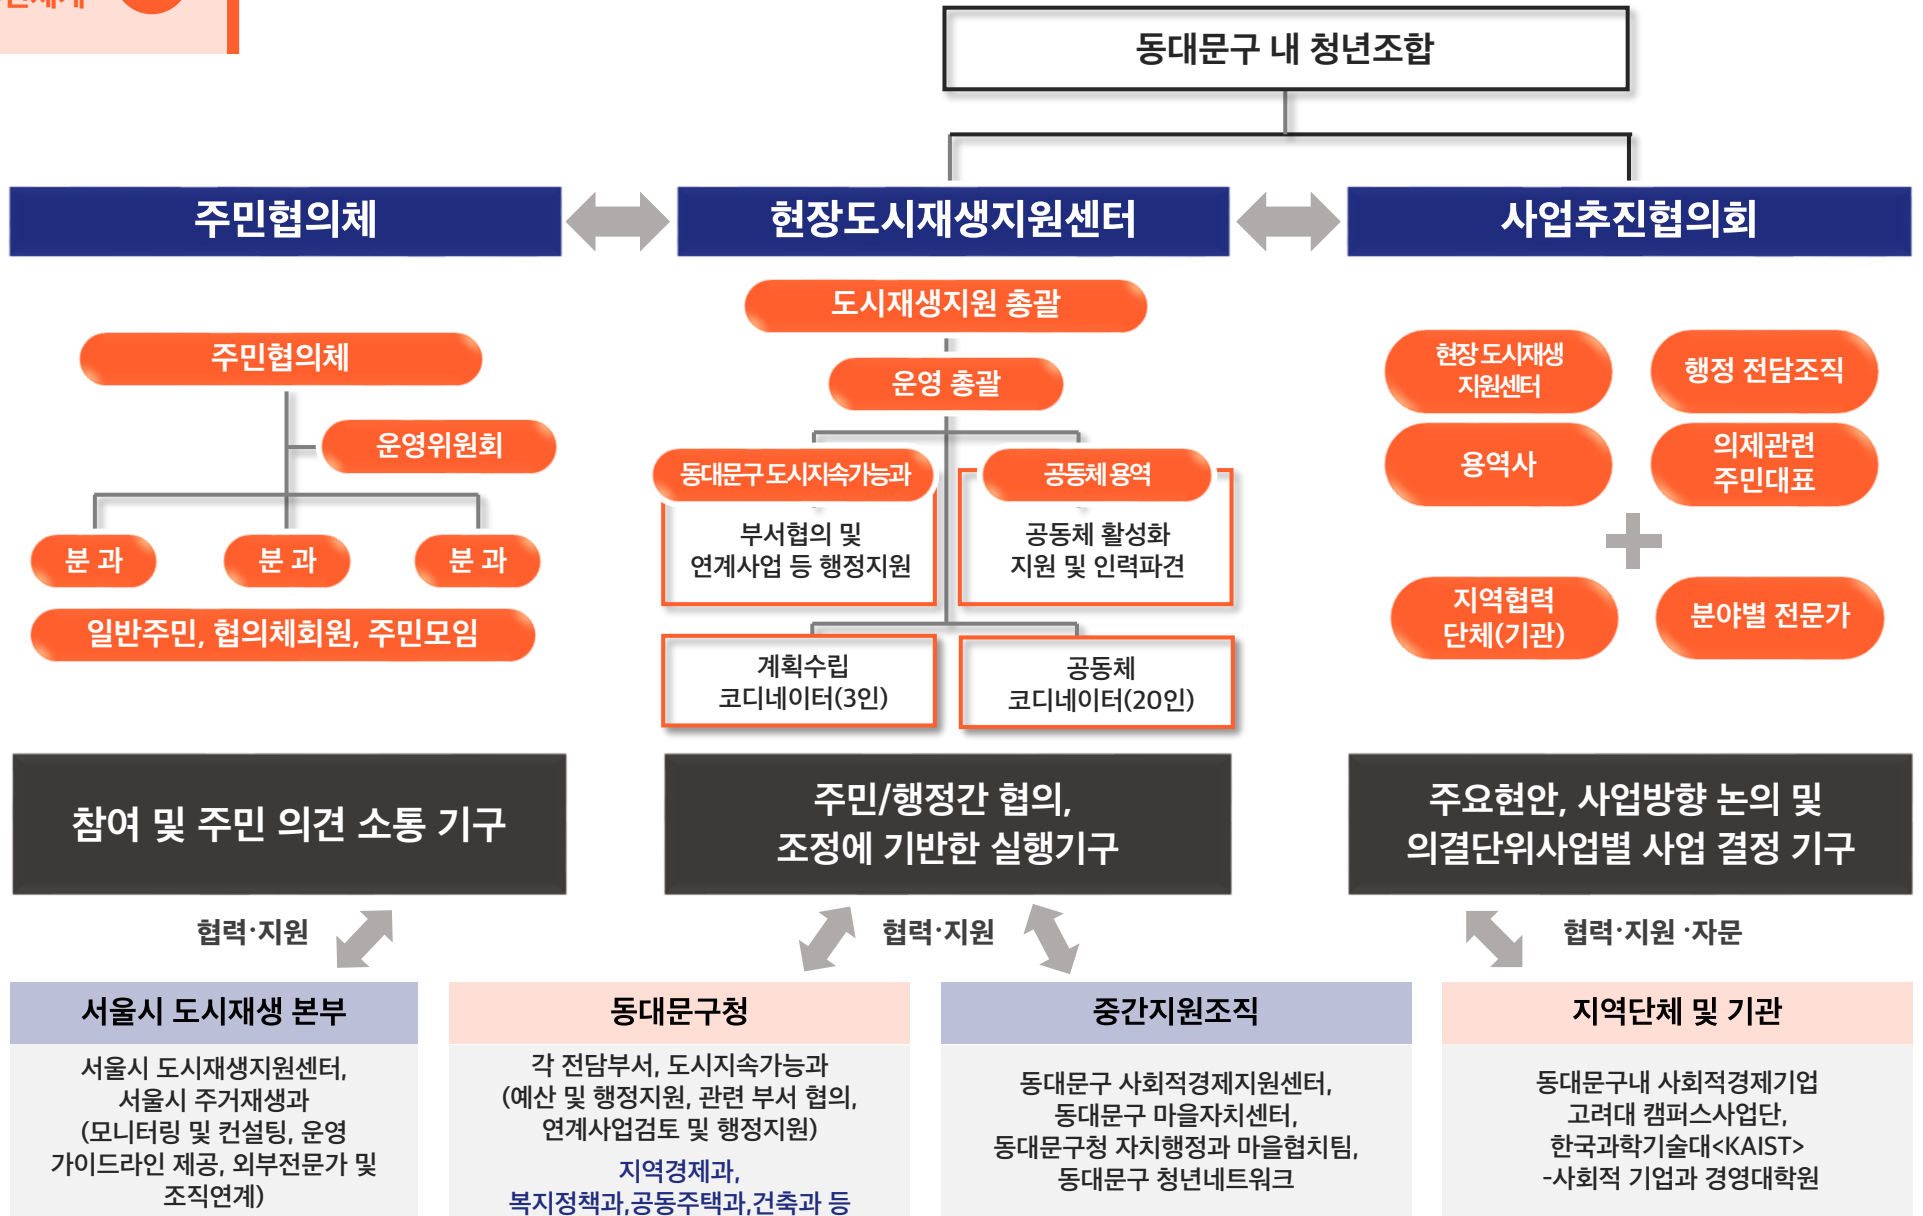 동대문구 내 청년조합
주민협의체
현장도시재생지원센터
사업추진협의회
주민협의체
운영위원회
분 과
분 과
분 과
일반주민, 협의체회원, 주민모임
도시재생지원 총괄
운영 총괄
동대문구 도시지속가능과
부서협의 및
연계사업 등 행정지원
공동체 용역
공동체 활성화
지원 및 인력파견
계획수립
코디네이터(3인)
공동체
코디네이터(20인)
현장 도시재생
지원센터
행정 전담조직
용역사
의제관련
주민대표
지역협력
단체(기관)
분야별 전문가
참여 및 주민 의견 소통 기구
주민/행정간 협의,
조정에 기반한 실행기구
주요현안, 사업방향 논의 및
의결단위사업별 사업 결정 기구
협력·지원
협력·지원
협력·지원 ·자문
서울시 도시재생 본부
서울시 도시재생지원센터,
서울시 주거재생과
(모니터링 및 컨설팅, 운영
가이드라인 제공, 외부전문가 및
조직연계)
동대문구청
각 전담부서, 도시지속가능과
(예산 및 행정지원, 관련 부서 협의,
연계사업검토 및 행정지원)
지역경제과,
복지정책과,공동주택과,건축과 등
중간지원조직
동대문구 사회적경제지원센터,
동대문구 마을자치센터,
동대문구청 자치행정과 마을협치팀,
동대문구 청년네트워크
지역단체 및 기관
동대문구내 사회적경제기업
고려대 캠퍼스사업단,
한국과학기술대<KAIST>
-사회적 기업과 경영대학원